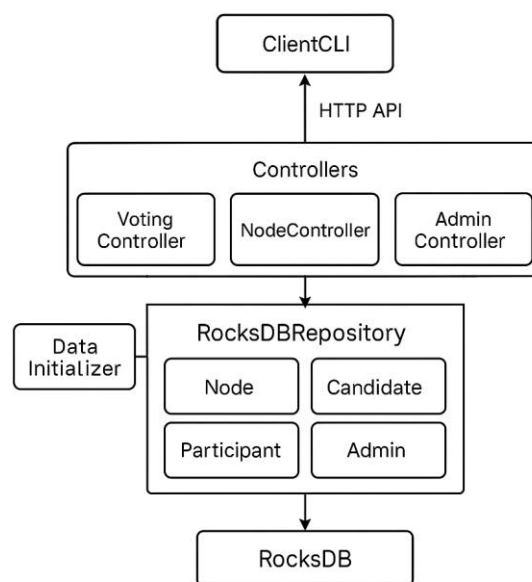 ClientCLI
HTTP API
Controllers
Voting
Controller
NodeController
Admin
Controller
RocksDBRepository
Data
Initializer
Node
Candidate
Participant
Admin
RocksDB